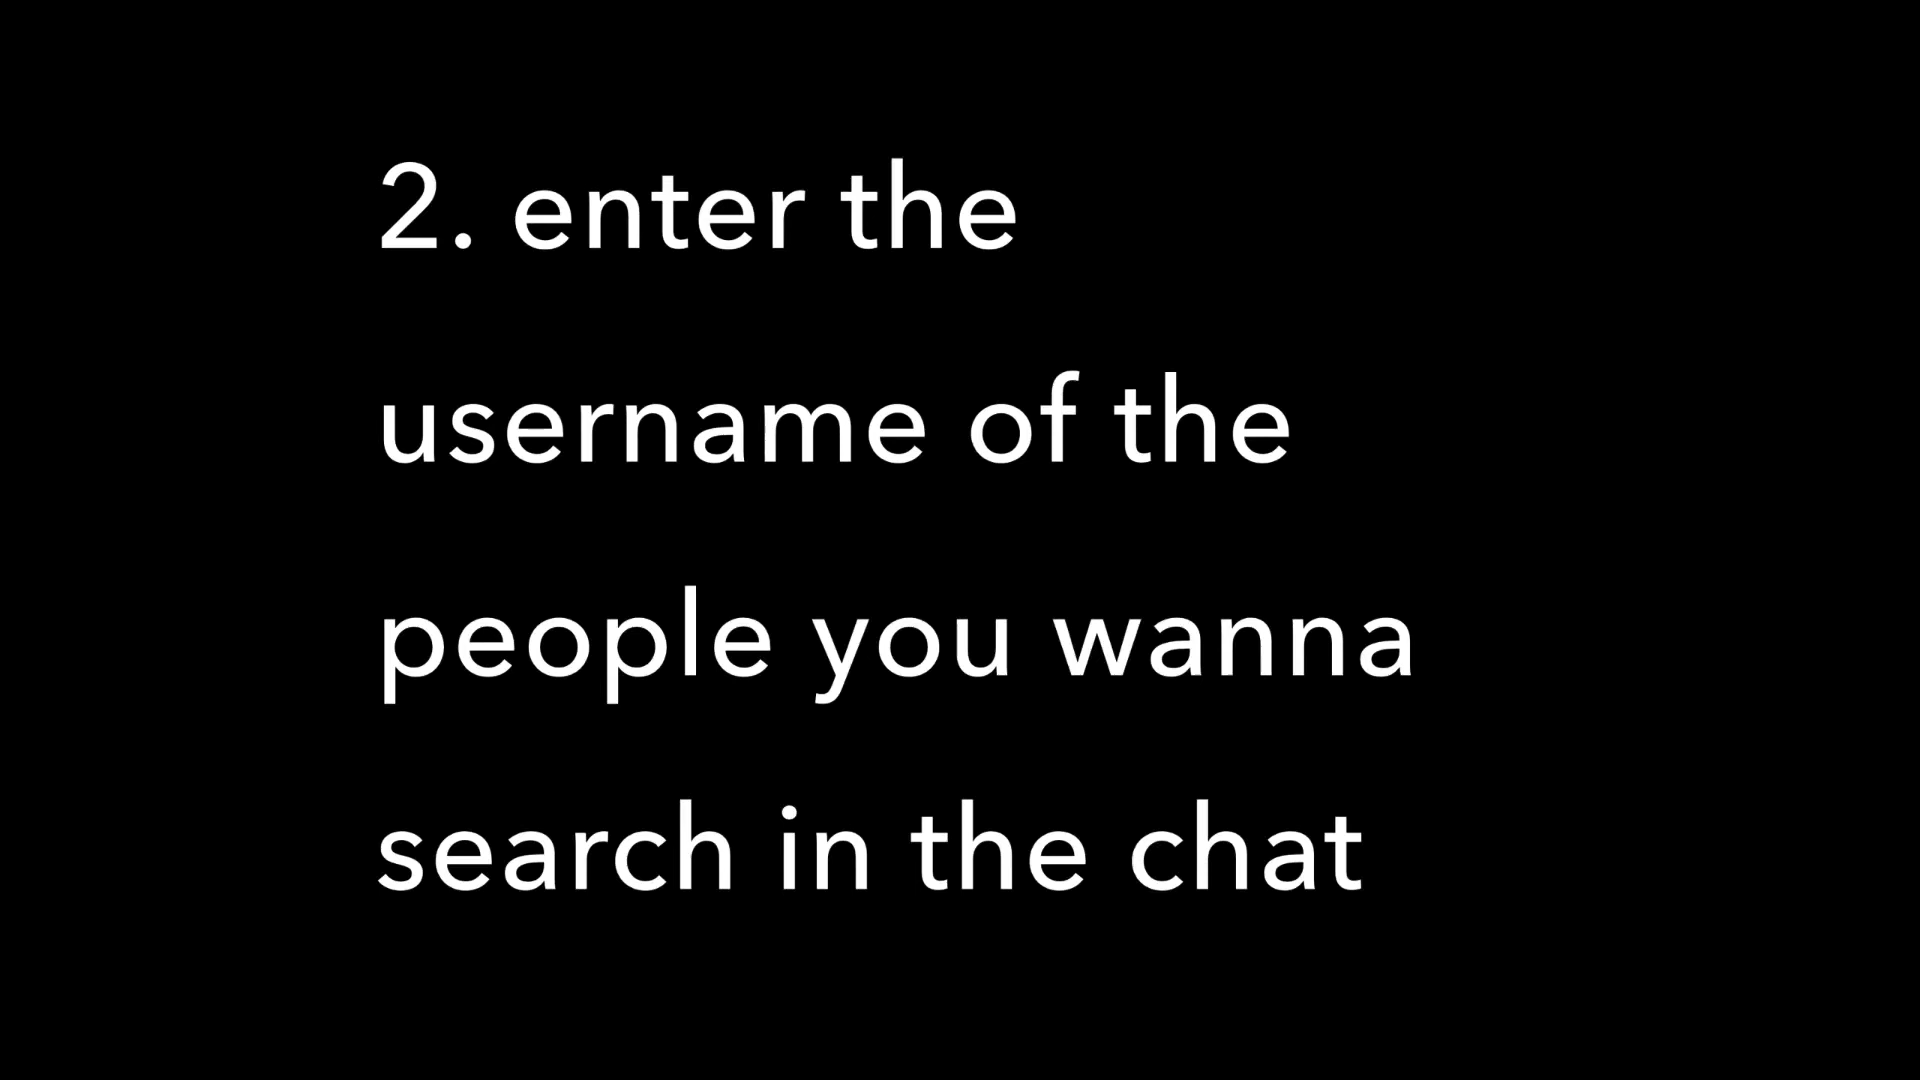 2. enter the
username of the
people you wanna
search in the chat